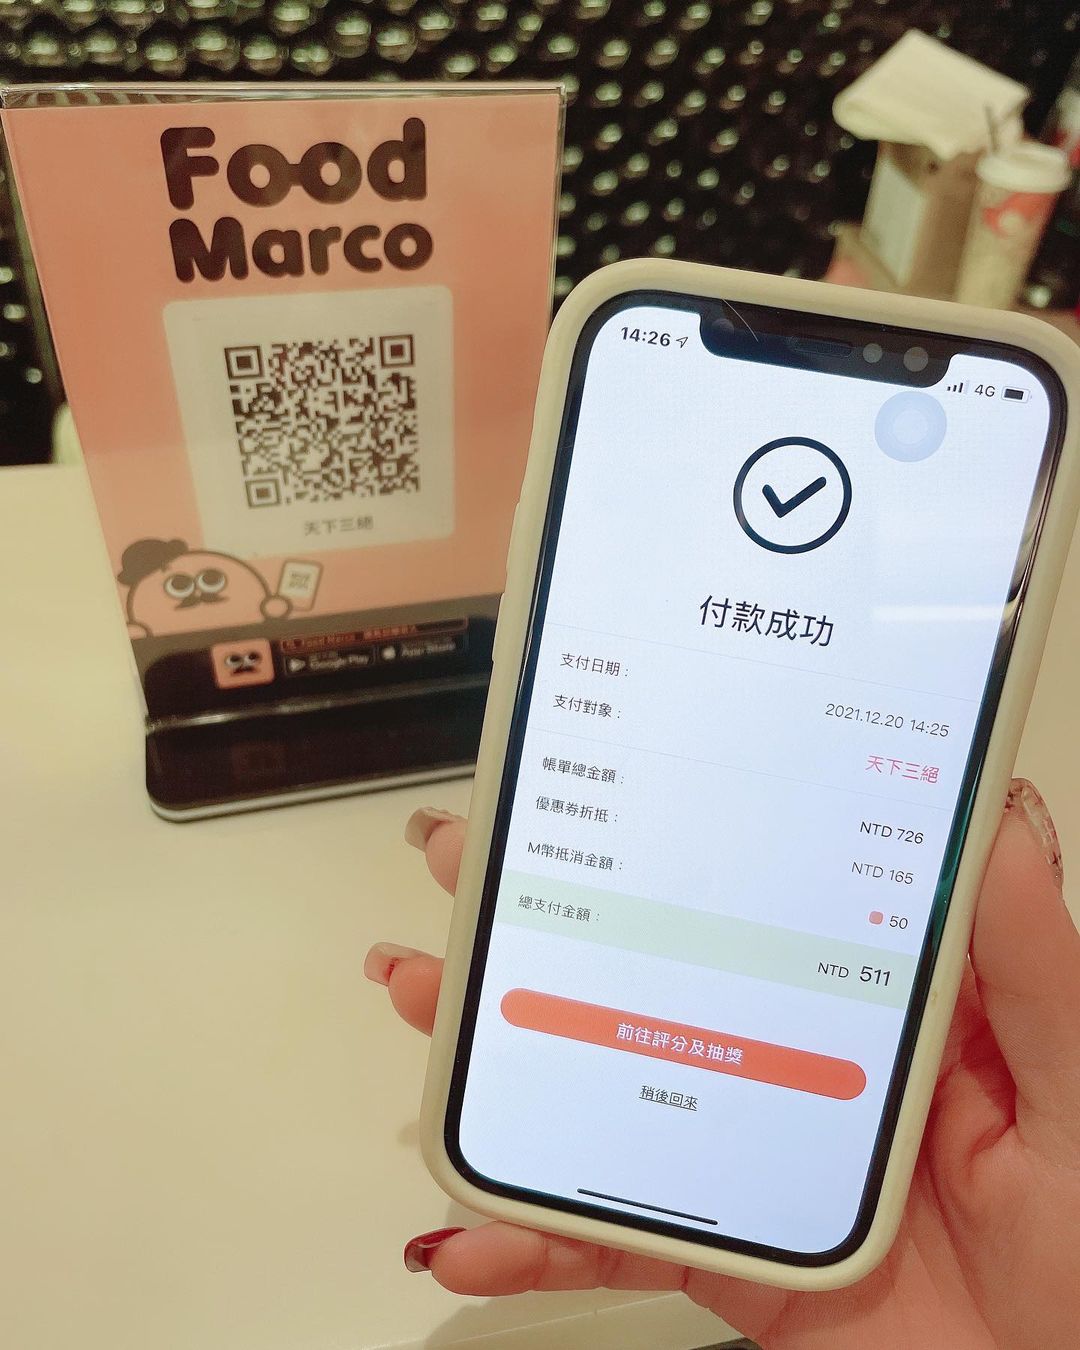 Food
Marco
天下三絕
Food Marco
Google Play
App Store
14:26
4G
付款成功
支付日期：
2021.12.20 14:25
支付對象：
天下三絕
帳單總金額：
NTD 726
優惠券折抵：
NTD 165
M幣抵消金額：
50
總支付金額：
NTD 511
前往評分及抽獎
稍後回來